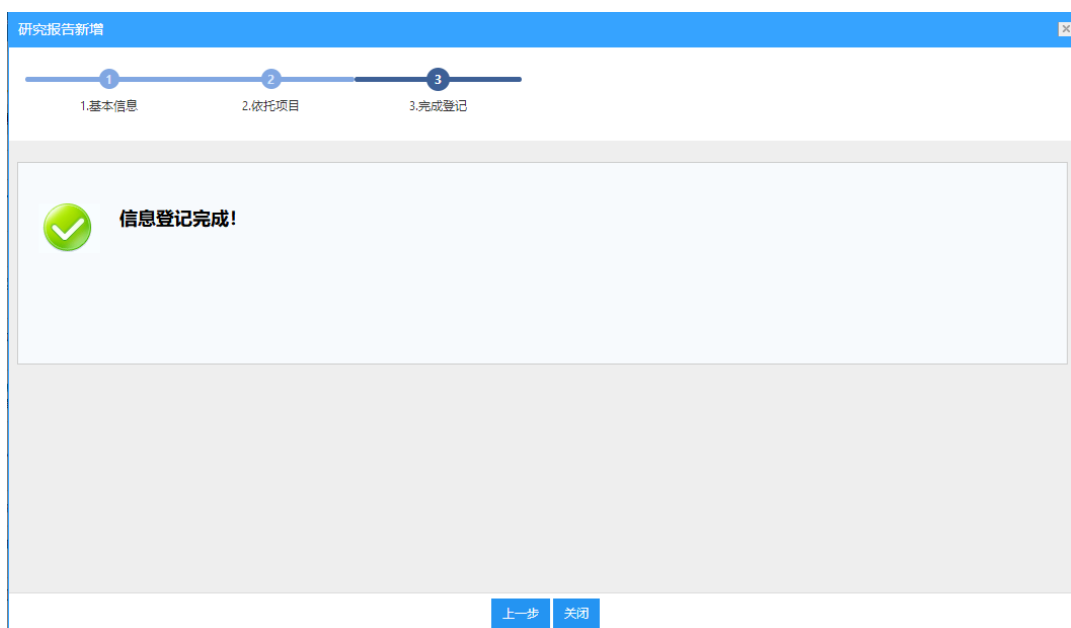 研究报告新增
1 2 3
1.基本信息 2.依托项目 3.完成登记
信息登记完成！
上一步 关闭